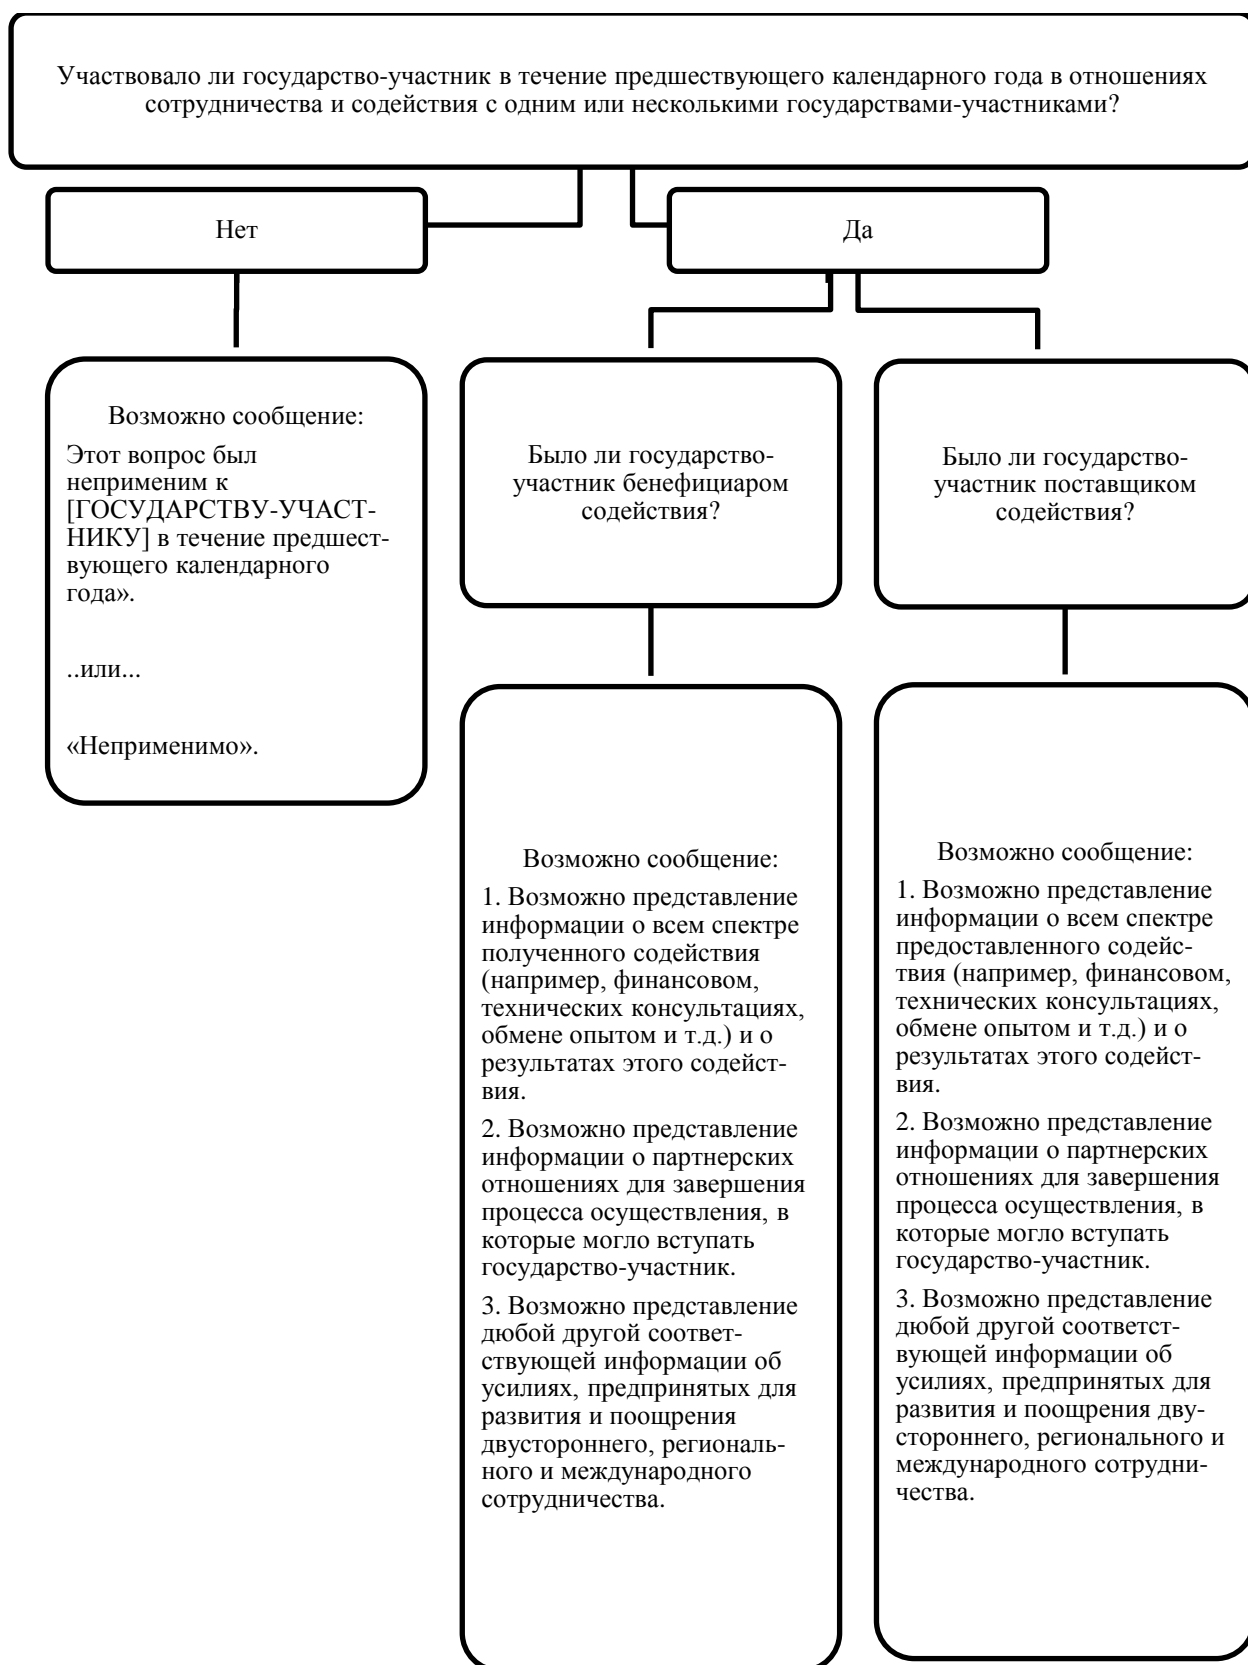 Участвовало ли государство-участник в течение предшествующего календарного года в отношениях
сотрудничества и содействия с одним или несколькими государствами-участниками?
Нет
Да
Возможно сообщение:
Этот вопрос был
неприменим к
[ГОСУДАРСТВУ-УЧАСТ-
НИКУ] в течение предшест-
вующего календарного
года».
..или...
«Неприменимо».
Было ли государство-
участник бенефициаром
содействия?
Было ли государство-
участник поставщиком
содействия?
Возможно сообщение:
1. Возможно представление
информации о всем спектре
полученного содействия
(например, финансовом,
технических консультациях,
обмене опытом и т.д.) и о
результатах этого содейст-
вия.
2. Возможно представление
информации о партнерских
отношениях для завершения
процесса осуществления, в
которые могло вступать
государство-участник.
3. Возможно представление
дюбой другой соответ-
ствующей информации об
усилиях, предпринятых для
развития и поощрения
двустороннего, региональ-
ного и международного
сотрудничества.
Возможно сообщение:
1. Возможно представление
информации о всем спектре
предоставленного содейс-
твия (например, финансовом,
технических консультациях,
обмене опытом и т.д.) и о
результатах этого содейст-
вия.
2. Возможно представление
информации о партнерских
отношениях для завершения
процесса осуществления, в
которые могло вступать
государство-участник.
3. Возможно представление
дюбой другой соответст-
вующей информации об
усилиях, предпринятых для
развития и поощрения дву-
стороннего, регионального и
международного сотрудни-
чества.